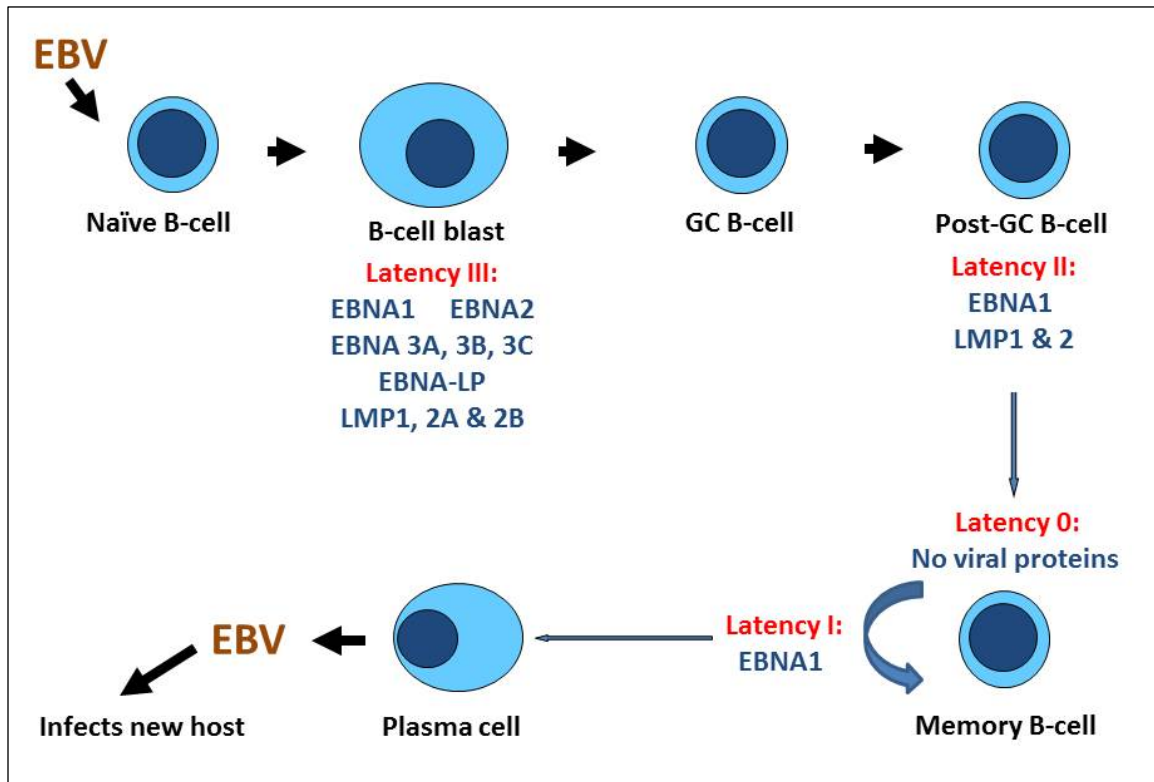 EBV
Naïve B-cell
B-cell blast
GC B-cell
Post-GC B-cell
Latency III:
EBNA1 EBNA2
EBNA 3A, 3B, 3C
EBNA-LP
LMP1, 2A & 2B
Latency II:
EBNA1
LMP1 & 2
Latency 0:
No viral proteins
Memory B-cell
Latency I:
EBNA1
Plasma cell
EBV
Infects new host